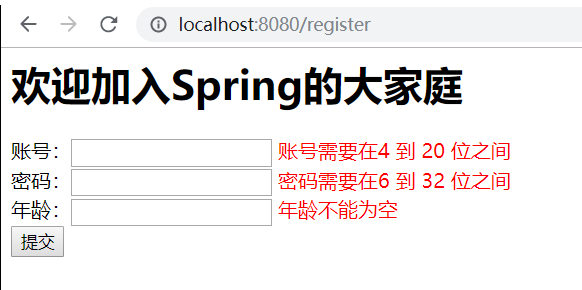 localhost:8080/register
欢迎加入Spring的大家庭
账号： 账号需要在4 到 20 位之间
密码： 密码需要在6 到 32 位之间
年龄： 年龄不能为空
提交